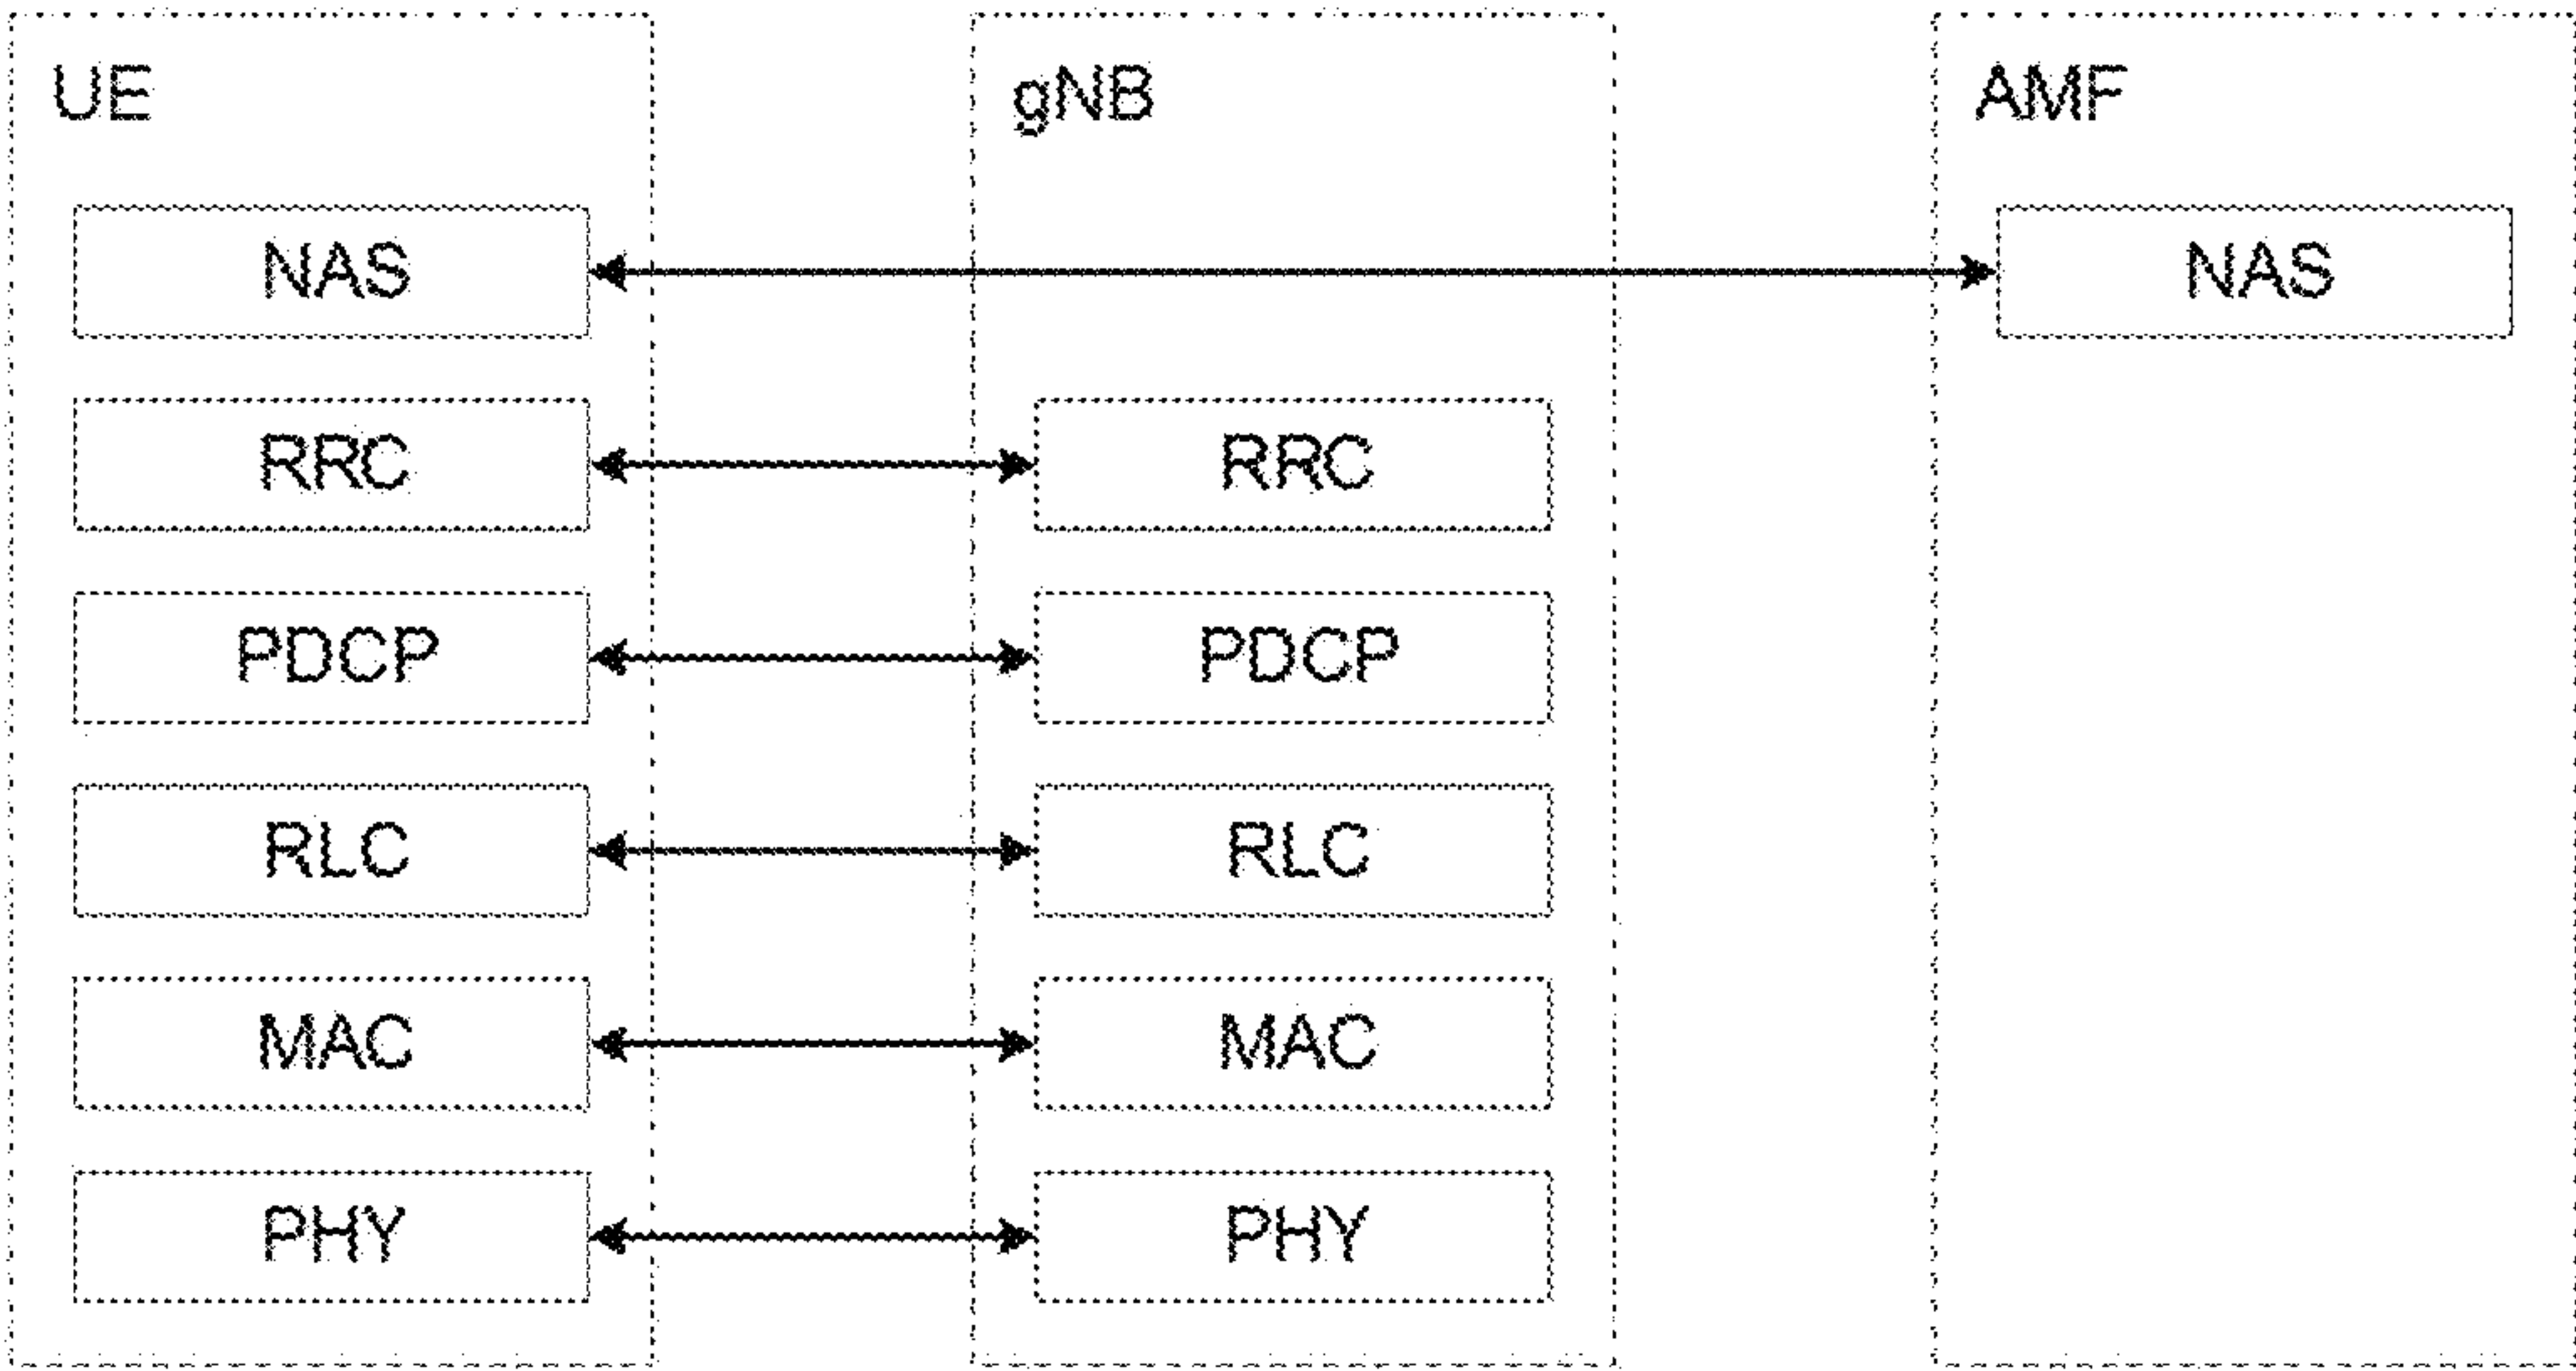 UE gNB AMF
NAS NAS
RRC RRC
PDCP PDCP
RLC RLC
MAC MAC
PHY PHY